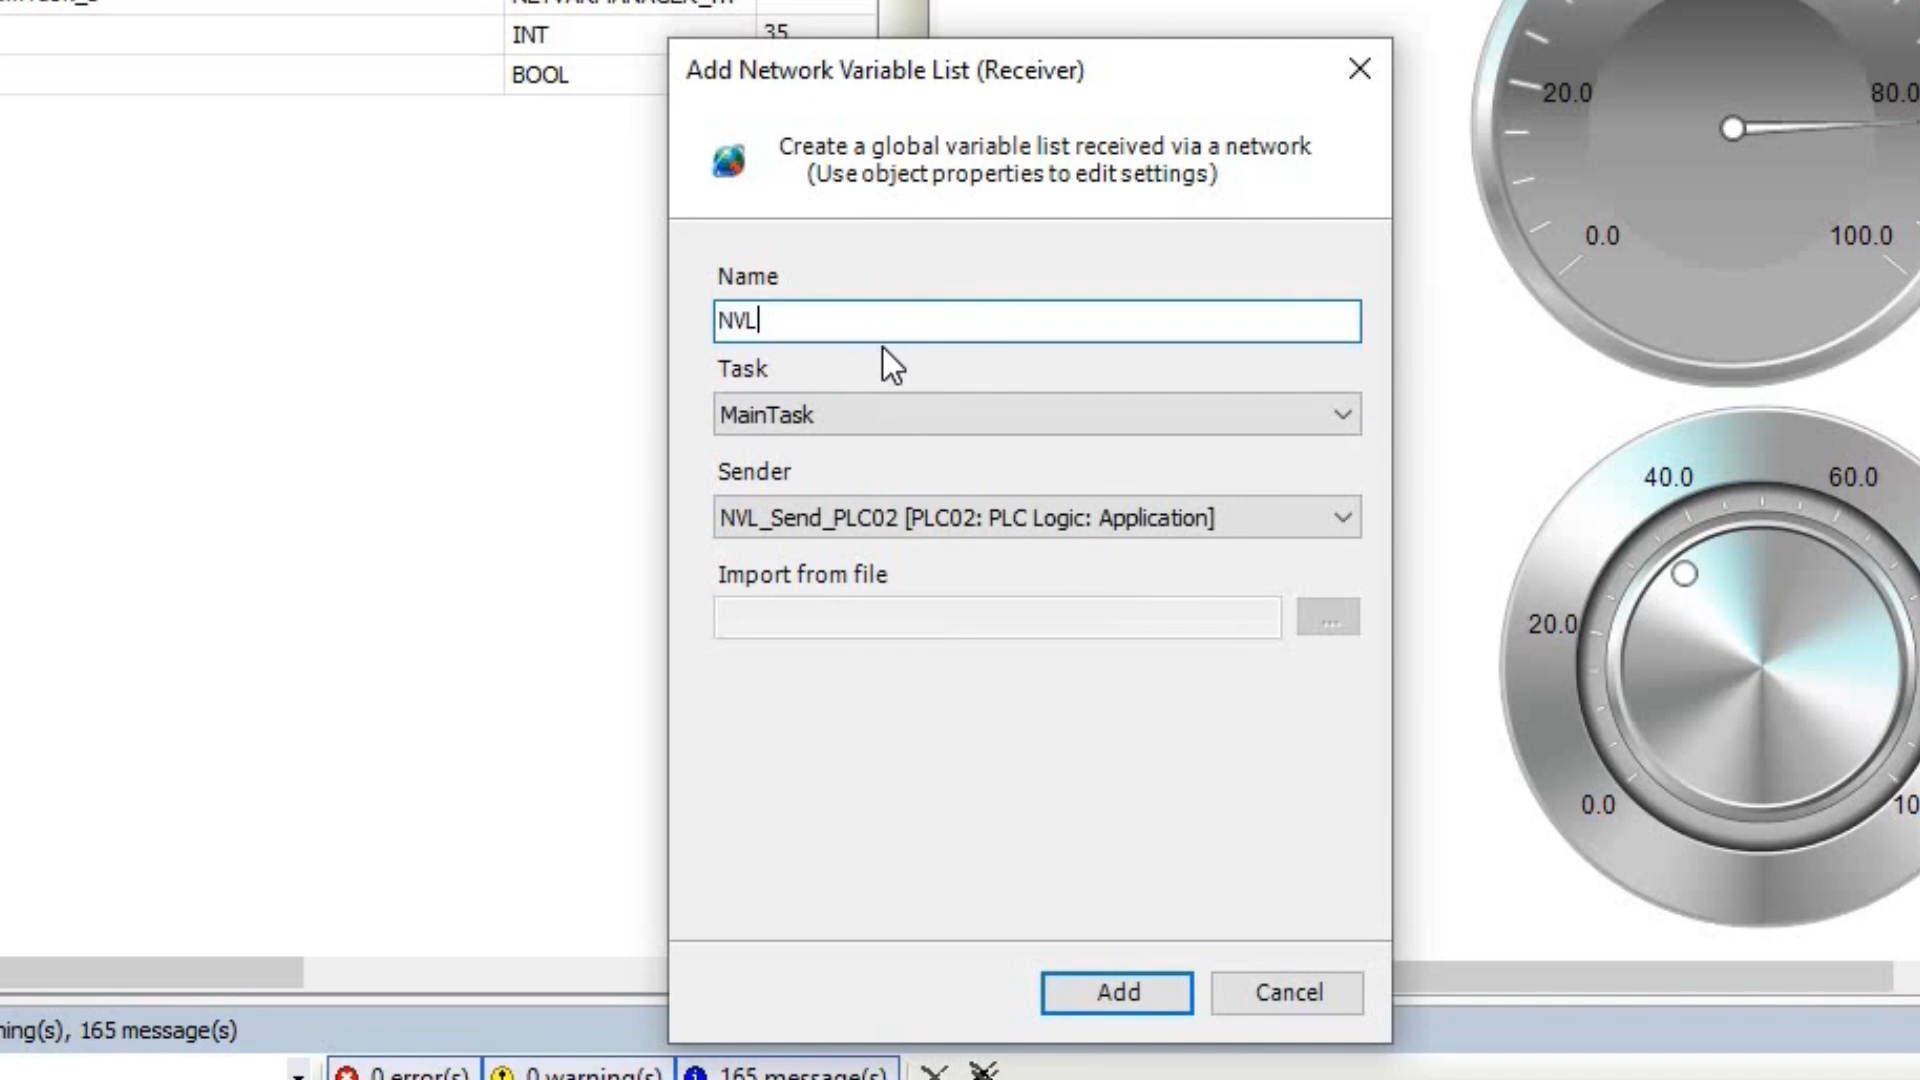 INT
35
BOOL
Add Network Variable List (Receiver)
Create a global variable list received via a network
(Use object properties to edit settings)
Name
NVL
Task
MainTask
Sender
NVL_Send_PLC02 [PLC02: PLC Logic: Application]
Import from file
...
Add
Cancel
20.0
80.0
0.0
100.0
40.0
60.0
20.0
0.0
10
165 message(s)
0 error(s)
0 warning(s)
165 message(s)